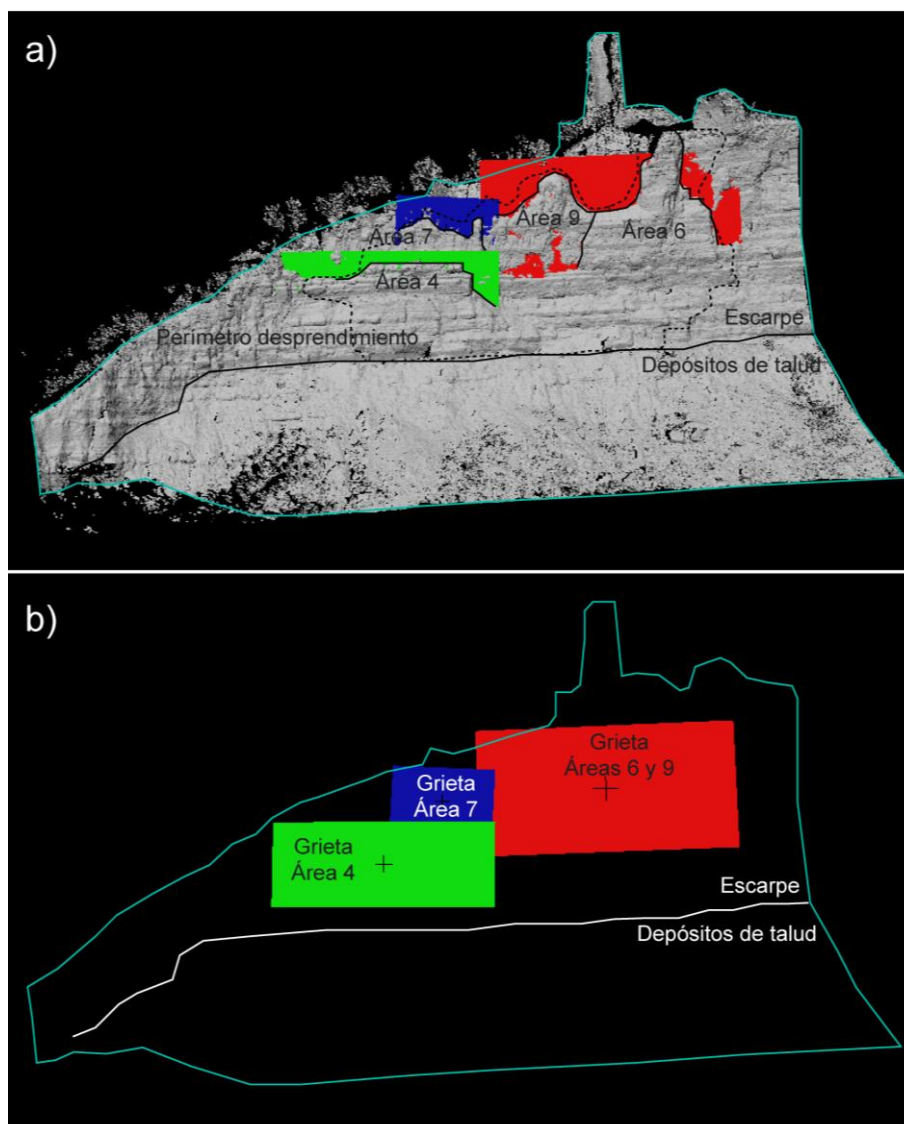 a)
Área 9
Área 7
Área 6
Área 4
Perímetro desprendimiento
Escarpe
Depósitos de talud
b)
Grieta
Áreas 6 y 9
Grieta
Área 7
Grieta
Área 4
Escarpe
Depósitos de talud